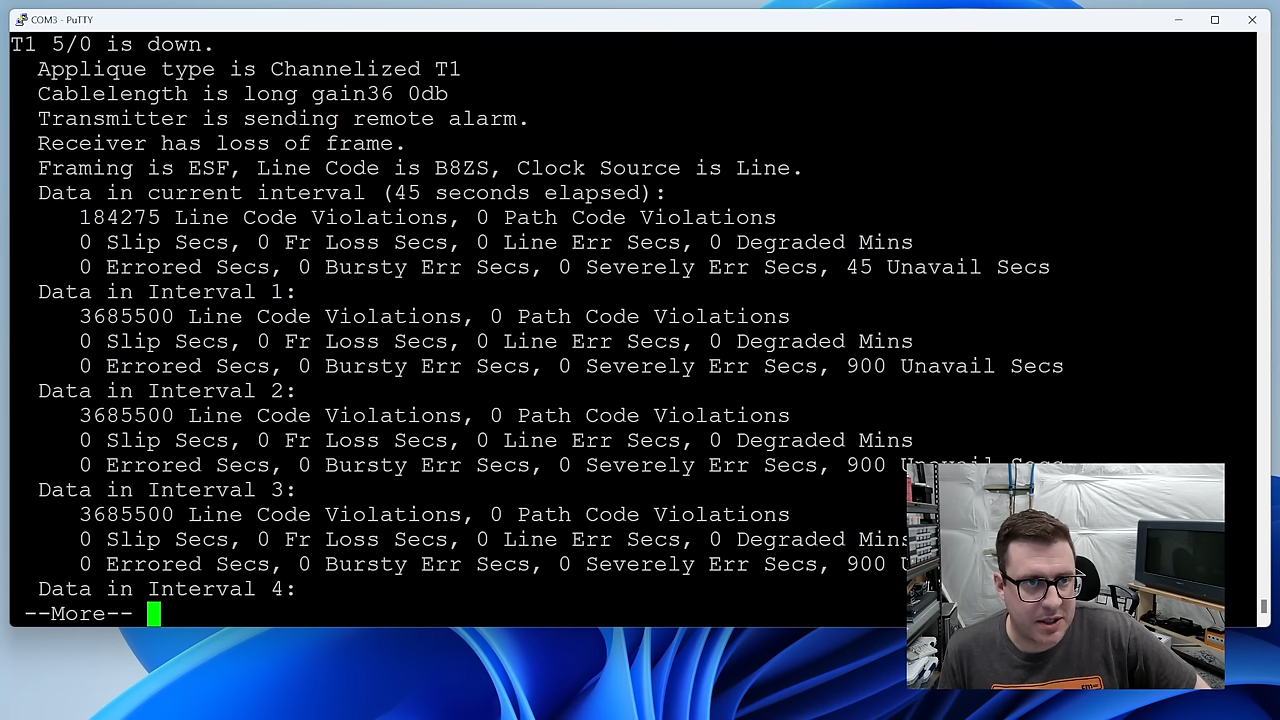 COM3 - PuTTY
T1 5/0 is down.
Applique type is Channelized T1
Cablelength is long gain36 0db
Transmitter is sending remote alarm.
Receiver has loss of frame.
Framing is ESF, Line Code is B8ZS, Clock Source is Line.
Data in current interval (45 seconds elapsed):
184275 Line Code Violations, 0 Path Code Violations
0 Slip Secs, 0 Fr Loss Secs, 0 Line Err Secs, 0 Degraded Mins
0 Errored Secs, 0 Bursty Err Secs, 0 Severely Err Secs, 45 Unavail Secs
Data in Interval 1:
3685500 Line Code Violations, 0 Path Code Violations
0 Slip Secs, 0 Fr Loss Secs, 0 Line Err Secs, 0 Degraded Mins
0 Errored Secs, 0 Bursty Err Secs, 0 Severely Err Secs, 900 Unavail Secs
Data in Interval 2:
3685500 Line Code Violations, 0 Path Code Violations
0 Slip Secs, 0 Fr Loss Secs, 0 Line Err Secs, 0 Degraded Mins
0 Errored Secs, 0 Bursty Err Secs, 0 Severely Err Secs, 900 Unavail Secs
Data in Interval 3:
3685500 Line Code Violations, 0 Path Code Violations
0 Slip Secs, 0 Fr Loss Secs, 0 Line Err Secs, 0 Degraded Mins
0 Errored Secs, 0 Bursty Err Secs, 0 Severely Err Secs, 900
Data in Interval 4:
--More--